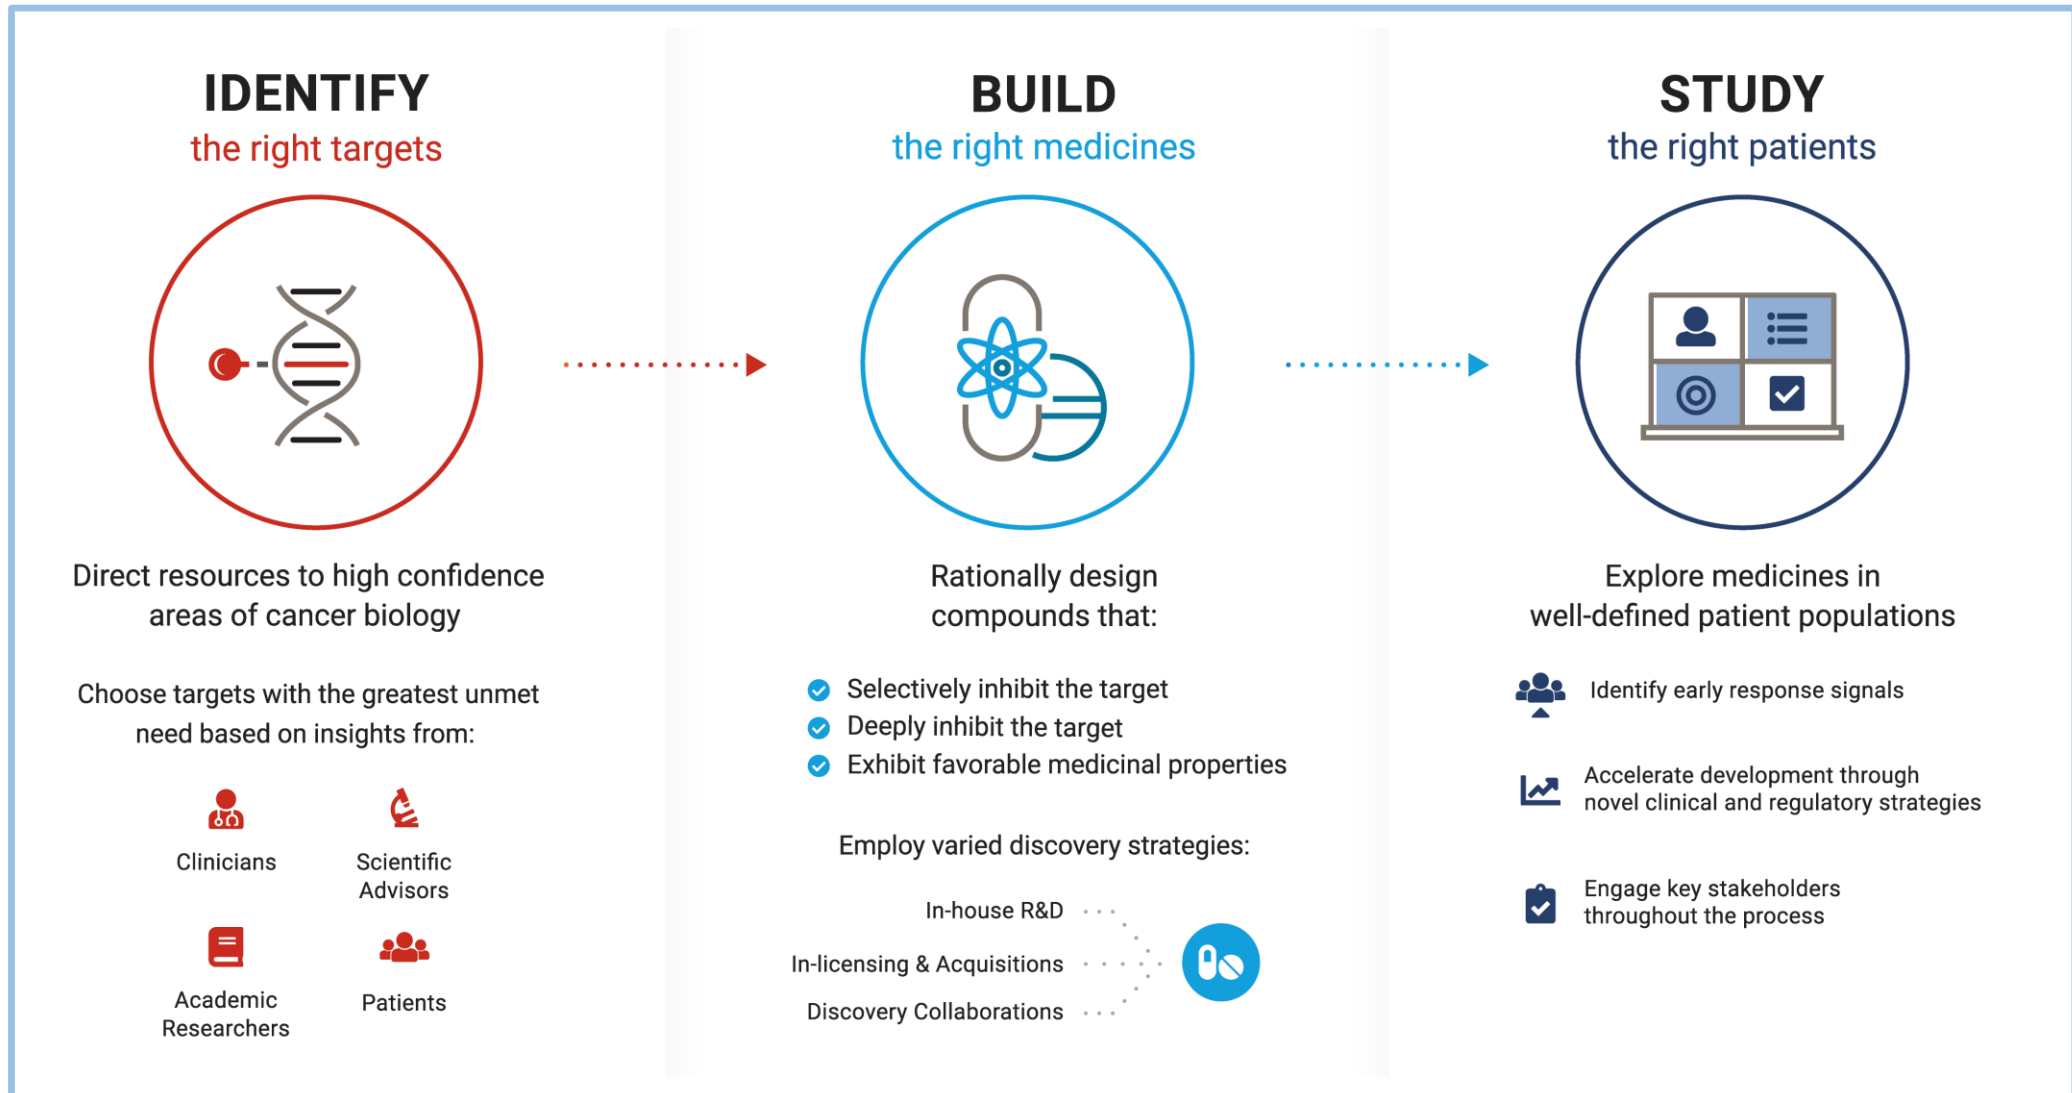 IDENTIFY
the right targets
Direct resources to high confidence
areas of cancer biology
Choose targets with the greatest unmet
need based on insights from:
Clinicians
Scientific
Advisors
Academic
Researchers
Patients
BUILD
the right medicines
Rationally design
compounds that:
Selectively inhibit the target
Deeply inhibit the target
Exhibit favorable medicinal properties
Employ varied discovery strategies:
In-house R&D
In-licensing & Acquisitions
Discovery Collaborations
STUDY
the right patients
Explore medicines in
well-defined patient populations
Identify early response signals
Accelerate development through
novel clinical and regulatory strategies
Engage key stakeholders
throughout the process